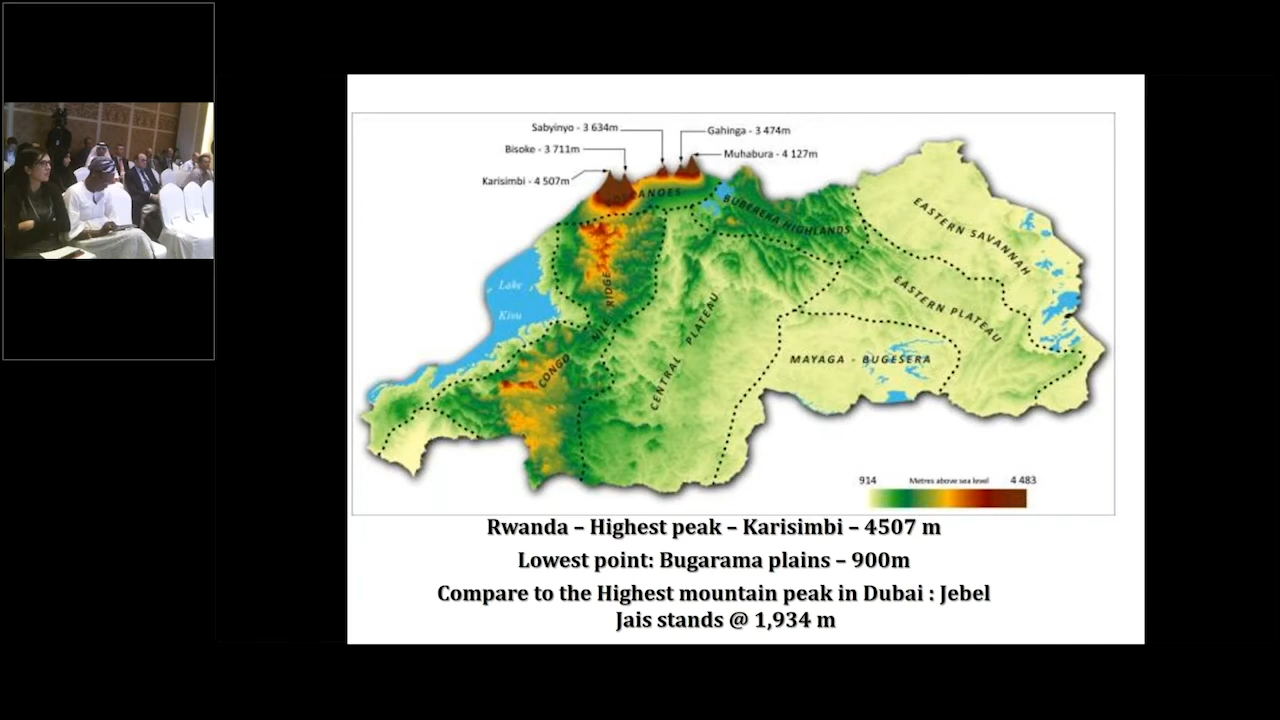 Sabyinyo - 3 634m
Gahinga - 3 474m
Bisoke - 3 711m
Muhabura - 4 127m
Karisimbi - 4 507m
VOLCANOES
BUBERUKA HIGHLANDS
EASTERN SAVANNAH
Lake
Kivu
CONGO NILE RIDGE
CENTRAL PLATEAU
EASTERN PLATEAU
MAYAGA - BUGESERA
914 Metres above sea level 4 483
Rwanda – Highest peak – Karisimbi – 4507 m
Lowest point: Bugarama plains – 900m
Compare to the Highest mountain peak in Dubai : Jebel
Jais stands @ 1,934 m